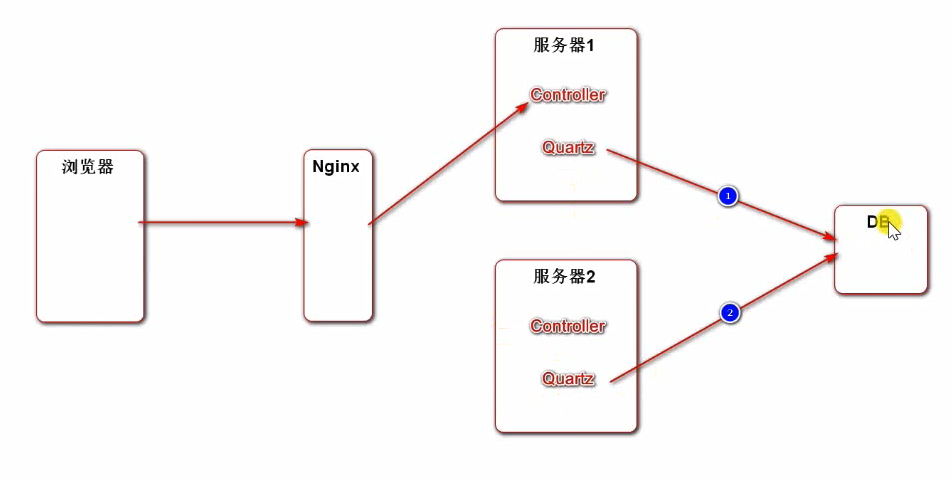 浏览器
Nginx
服务器1
Controller
Quartz
1
服务器2
Controller
Quartz
2
DB